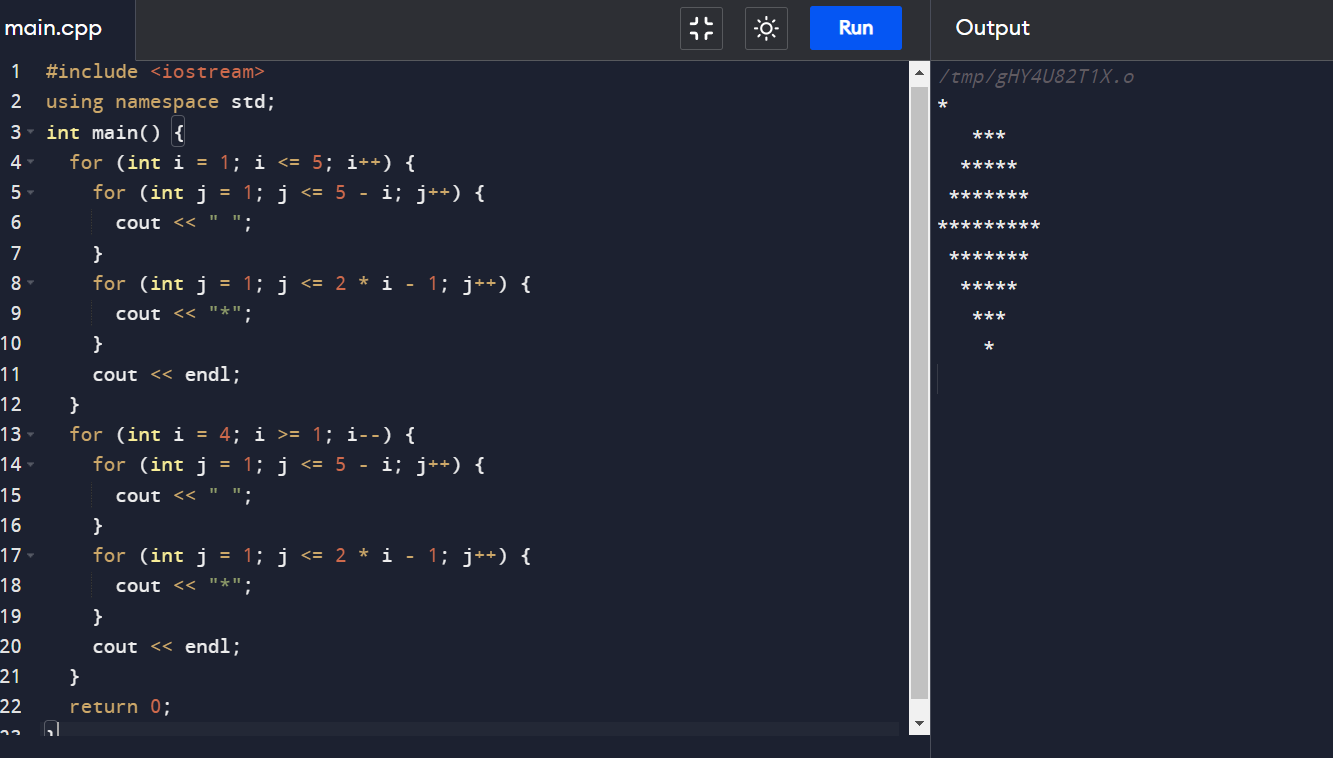 main.cpp
Run
Output
1 #include <iostream>
2 using namespace std;
3 int main() {
4   for (int i = 1; i <= 5; i++) {
5     for (int j = 1; j <= 5 - i; j++) {
6       cout << " ";
7     }
8     for (int j = 1; j <= 2 * i - 1; j++) {
9       cout << "*";
10     }
11     cout << endl;
12   }
13   for (int i = 4; i >= 1; i--) {
14     for (int j = 1; j <= 5 - i; j++) {
15       cout << " ";
16     }
17     for (int j = 1; j <= 2 * i - 1; j++) {
18       cout << "*";
19     }
20     cout << endl;
21   }
22   return 0;
23 }
/tmp/gHY4U82T1X.o
*
   ***
  *****
 *******
*********
 *******
  *****
   ***
    *